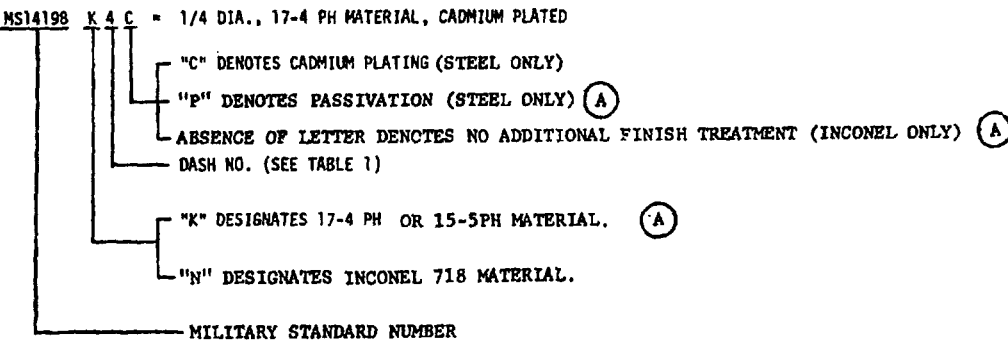 MS14198 K 4 C = 1/4 DIA., 17-4 PH MATERIAL, CADMIUM PLATED
"C" DENOTES CADMIUM PLATING (STEEL ONLY)
"P" DENOTES PASSIVATION (STEEL ONLY) A
ABSENCE OF LETTER DENOTES NO ADDITIONAL FINISH TREATMENT (INCONEL ONLY) A
DASH NO. (SEE TABLE 1)
"K" DESIGNATES 17-4 PH OR 15-5PH MATERIAL. A
"N" DESIGNATES INCONEL 718 MATERIAL.
MILITARY STANDARD NUMBER